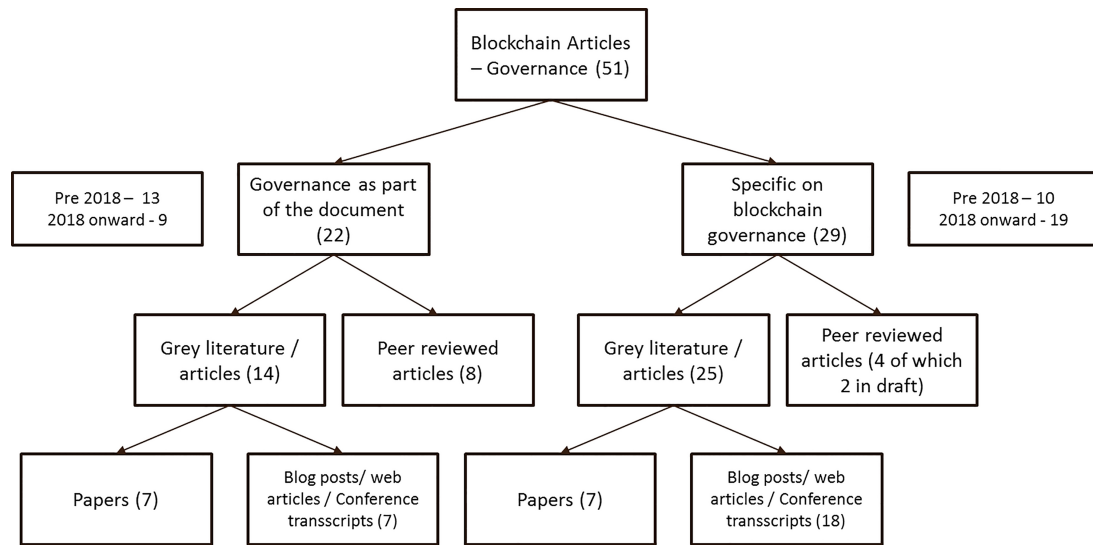 Blockchain Articles
– Governance (51)
Pre 2018 – 13
2018 onward - 9
Governance as part
of the document
(22)
Specific on
blockchain
governance (29)
Pre 2018 – 10
2018 onward - 19
Grey literature /
articles (14)
Peer reviewed
articles (8)
Grey literature /
articles (25)
Peer reviewed
articles (4 of which
2 in draft)
Papers (7)
Blog posts/ web
articles / Conference
transscripts (7)
Papers (7)
Blog posts/ web
articles / Conference
transscripts (18)